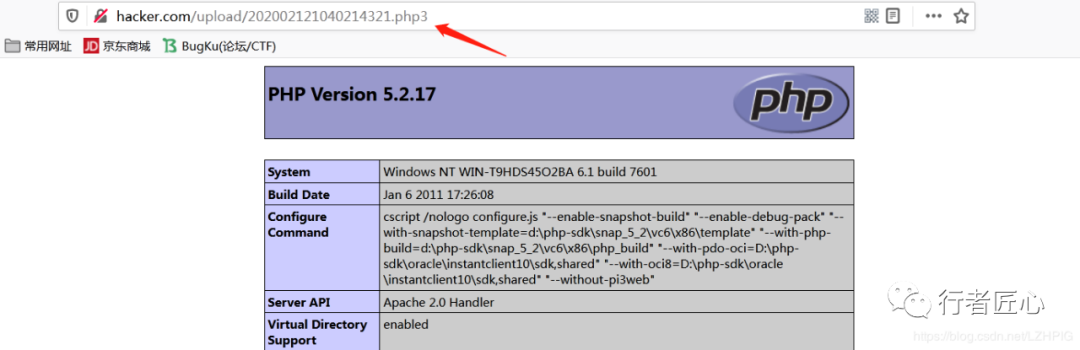 hacker.com/upload/202002121040214321.php3
常用网址 JD 京东商城 BugKu(论坛/CTF)
PHP Version 5.2.17
php
System Windows NT WIN-T9HDS45O2BA 6.1 build 7601
Build Date Jan 6 2011 17:26:08
Configure Command cscript /nologo configure.js "--enable-snapshot-build" "--enable-debug-pack" "--
with-snapshot-template=d:\php-sdk\snap_5_2\vc6\x86\template" "--with-php-
build=d:\php-sdk\snap_5_2\vc6\x86\php_build" "--with-pdo-oci=D:\php-
sdk\oracle\instantclient10\sdk,shared" "--with-oci8=D:\php-sdk\oracle
\instantclient10\sdk,shared" "--without-pi3web"
Server API Apache 2.0 Handler
Virtual Directory Support enabled
行者匠心
https://blog.csdn.net/LZHPIG